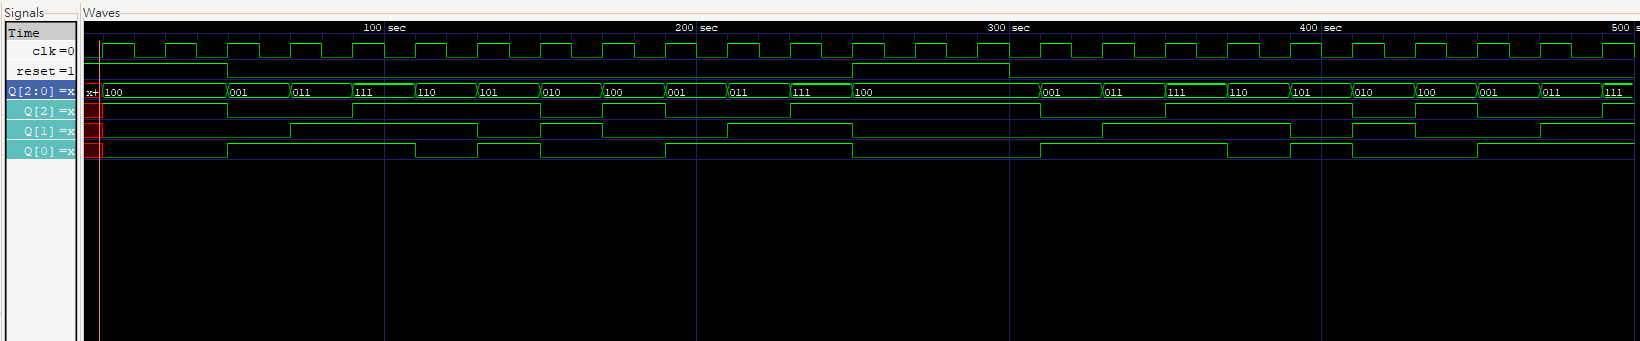 Signals Waves
Time 100 sec 200 sec 300 sec 400 sec 500 s
clk=0
reset=1
Q[2:0]=x x+ 100 001 011 111 110 101 010 100 001 011 111 100 001 011 111 110 101 010 100 001 011 111
Q[2]=x
Q[1]=x
Q[0]=x